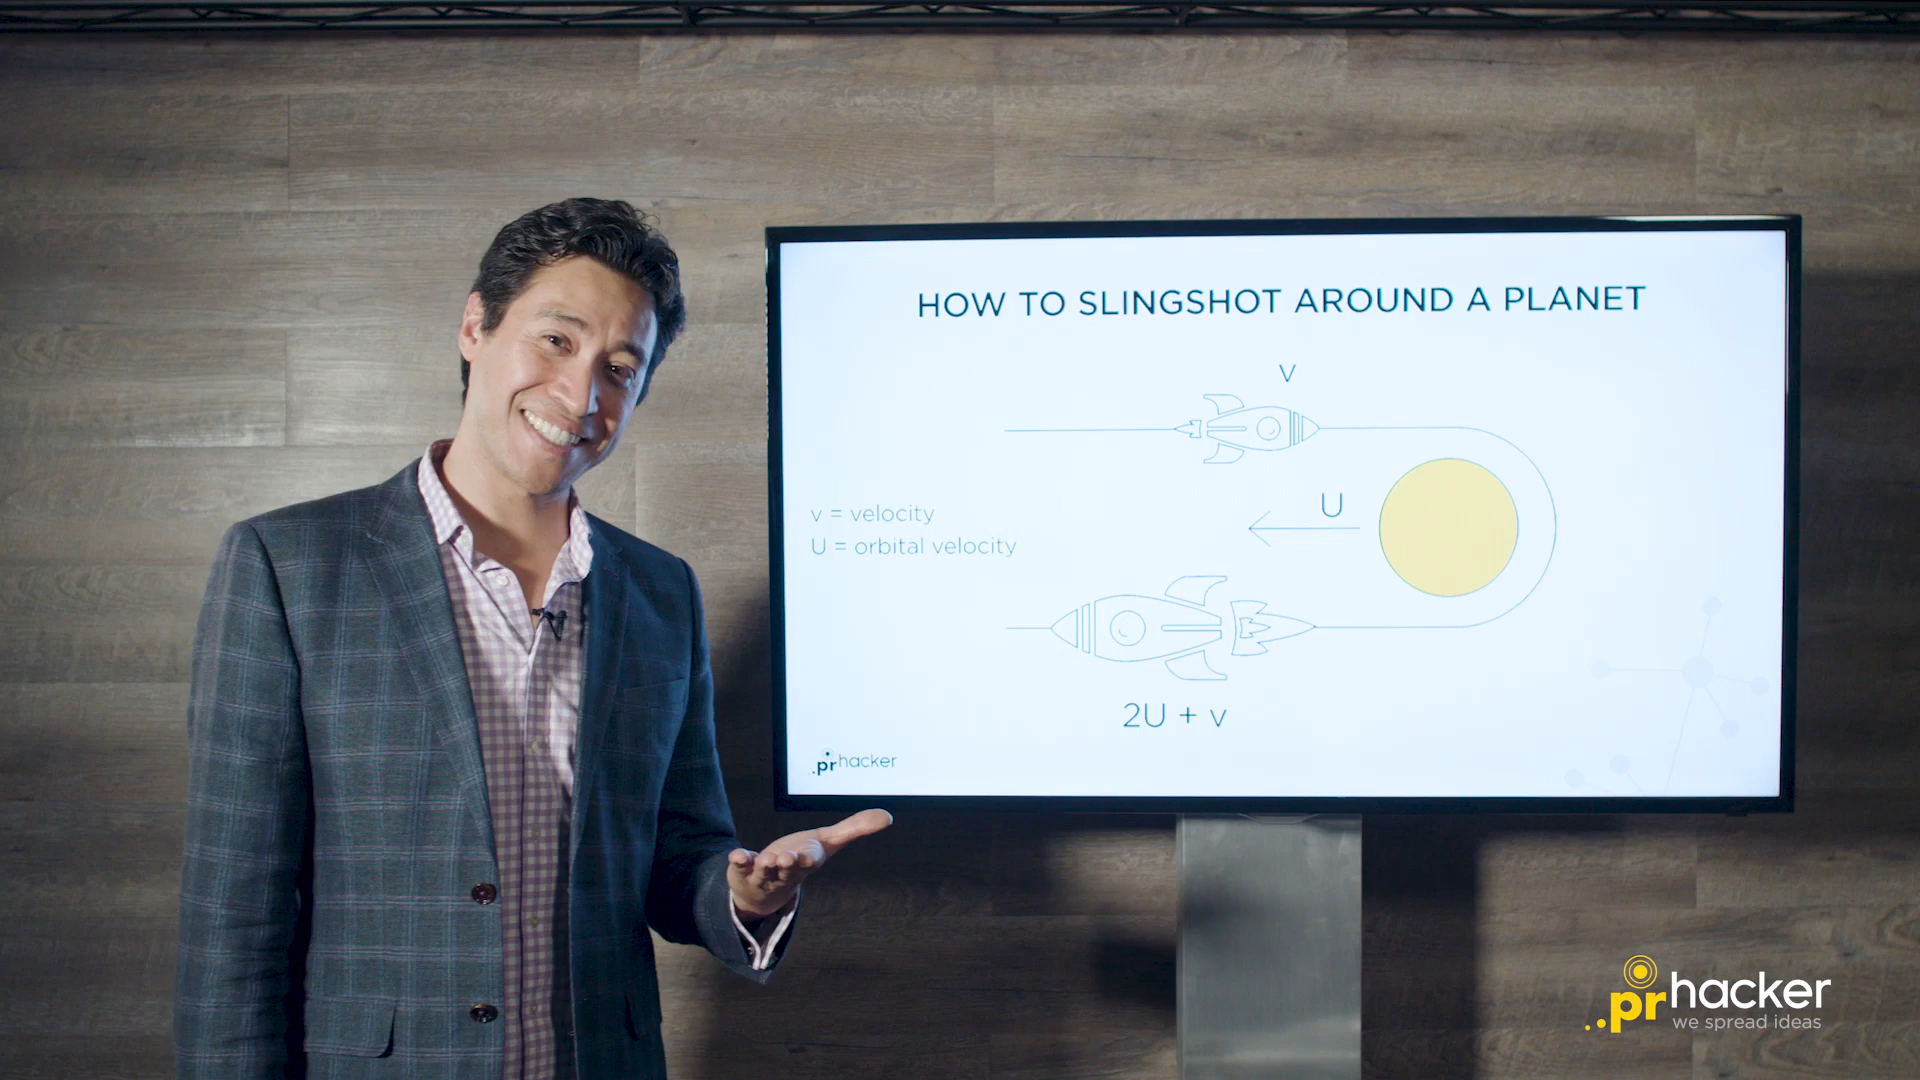 HOW TO SLINGSHOT AROUND A PLANET
v
U
v = velocity
U = orbital velocity
2U + v
..prhacker
..prhacker
we spread ideas